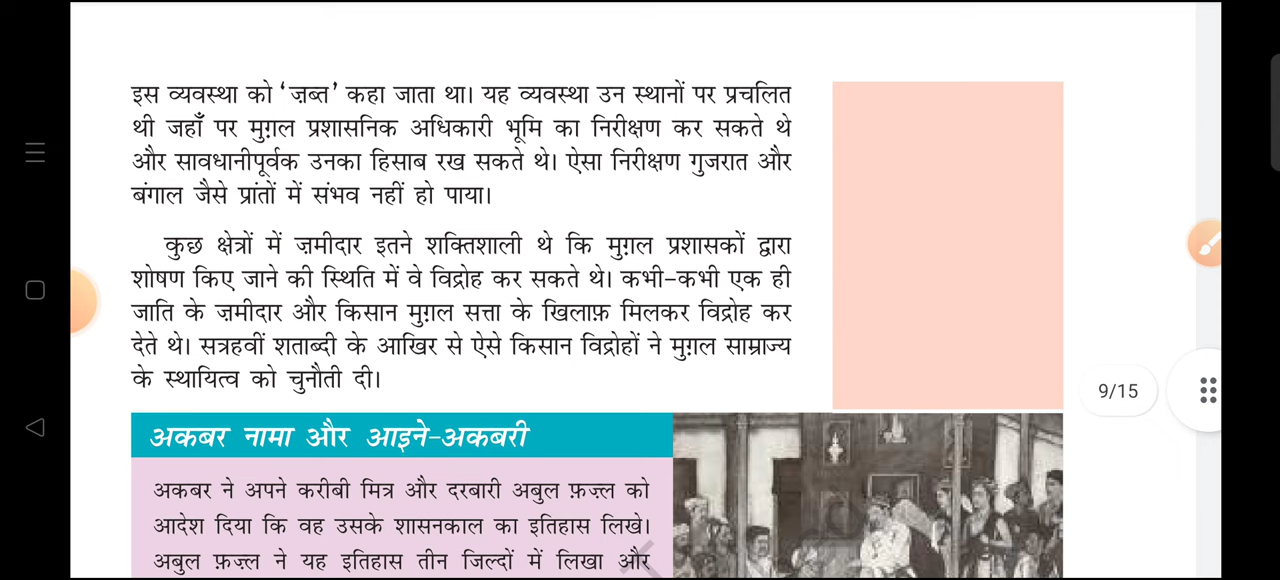 इस व्यवस्था को ‘ज़ब्त’ कहा जाता था। यह व्यवस्था उन स्थानों पर प्रचलित
थी जहाँ पर मुग़ल प्रशासनिक अधिकारी भूमि का निरीक्षण कर सकते थे
और सावधानीपूर्वक उनका हिसाब रख सकते थे। ऐसा निरीक्षण गुजरात और
बंगाल जैसे प्रांतों में संभव नहीं हो पाया।
कुछ क्षेत्रों में ज़मीदार इतने शक्तिशाली थे कि मुग़ल प्रशासकों द्वारा
शोषण किए जाने की स्थिति में वे विद्रोह कर सकते थे। कभी-कभी एक ही
जाति के ज़मीदार और किसान मुग़ल सत्ता के खिलाफ़ मिलकर विद्रोह कर
देते थे। सत्रहवीं शताब्दी के आखिर से ऐसे किसान विद्रोहों ने मुग़ल साम्राज्य
के स्थायित्व को चुनौती दी।
9/15
अकबर नामा और आइने-अकबरी
अकबर ने अपने करीबी मित्र और दरबारी अबुल फ़ज़्ल को
आदेश दिया कि वह उसके शासनकाल का इतिहास लिखे।
अबुल फ़ज़्ल ने यह इतिहास तीन जिल्दों में लिखा और